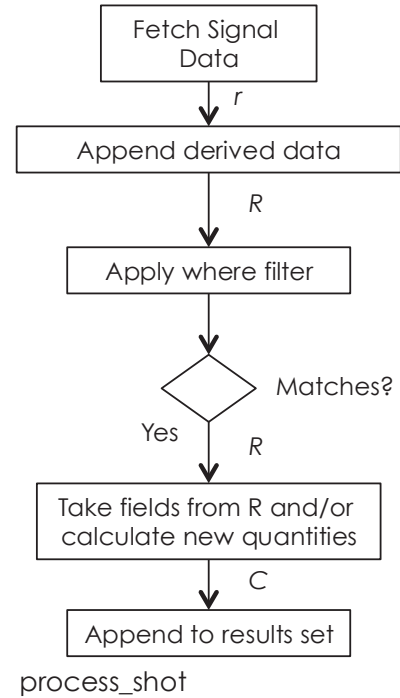 Fetch Signal
Data
r
Append derived data
R
Apply where filter
Matches?
Yes
R
Take fields from R and/or
calculate new quantities
C
Append to results set
process_shot